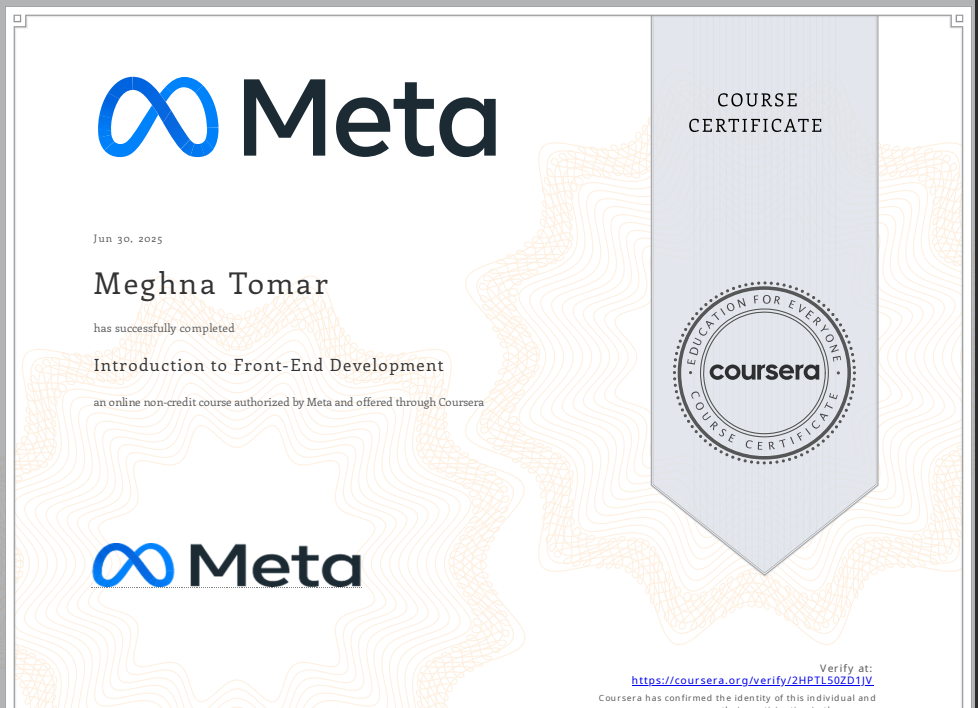 Meta
COURSE
CERTIFICATE
Jun 30, 2025
Meghna Tomar
has successfully completed
Introduction to Front-End Development
an online non-credit course authorized by Meta and offered through Coursera
EDUCATION FOR EVERYONE
coursera
COURSE CERTIFICATE
Meta
Verify at:
https://coursera.org/verify/2HPTL50ZD1JV
Coursera has confirmed the identity of this individual and